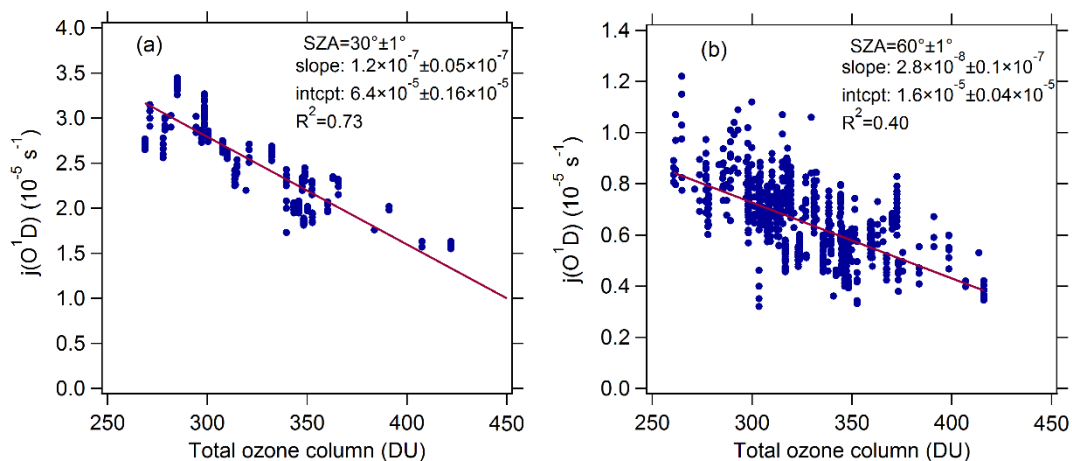 (a)
SZA=30°±1°
slope: 1.2×10⁻⁷±0.05×10⁻⁷
intcpt: 6.4×10⁻⁵±0.16×10⁻⁵
R²=0.73
j(O¹D) (10⁻⁵ s⁻¹)
4.0
3.5
3.0
2.5
2.0
1.5
1.0
0.5
0.0
250 300 350 400 450
Total ozone column (DU)
(b)
SZA=60°±1°
slope: 2.8×10⁻⁸±0.1×10⁻⁷
intcpt: 1.6×10⁻⁵±0.04×10⁻⁵
R²=0.40
j(O¹D) (10⁻⁵ s⁻¹)
1.4
1.2
1.0
0.8
0.6
0.4
0.2
0.0
250 300 350 400 450
Total ozone column (DU)